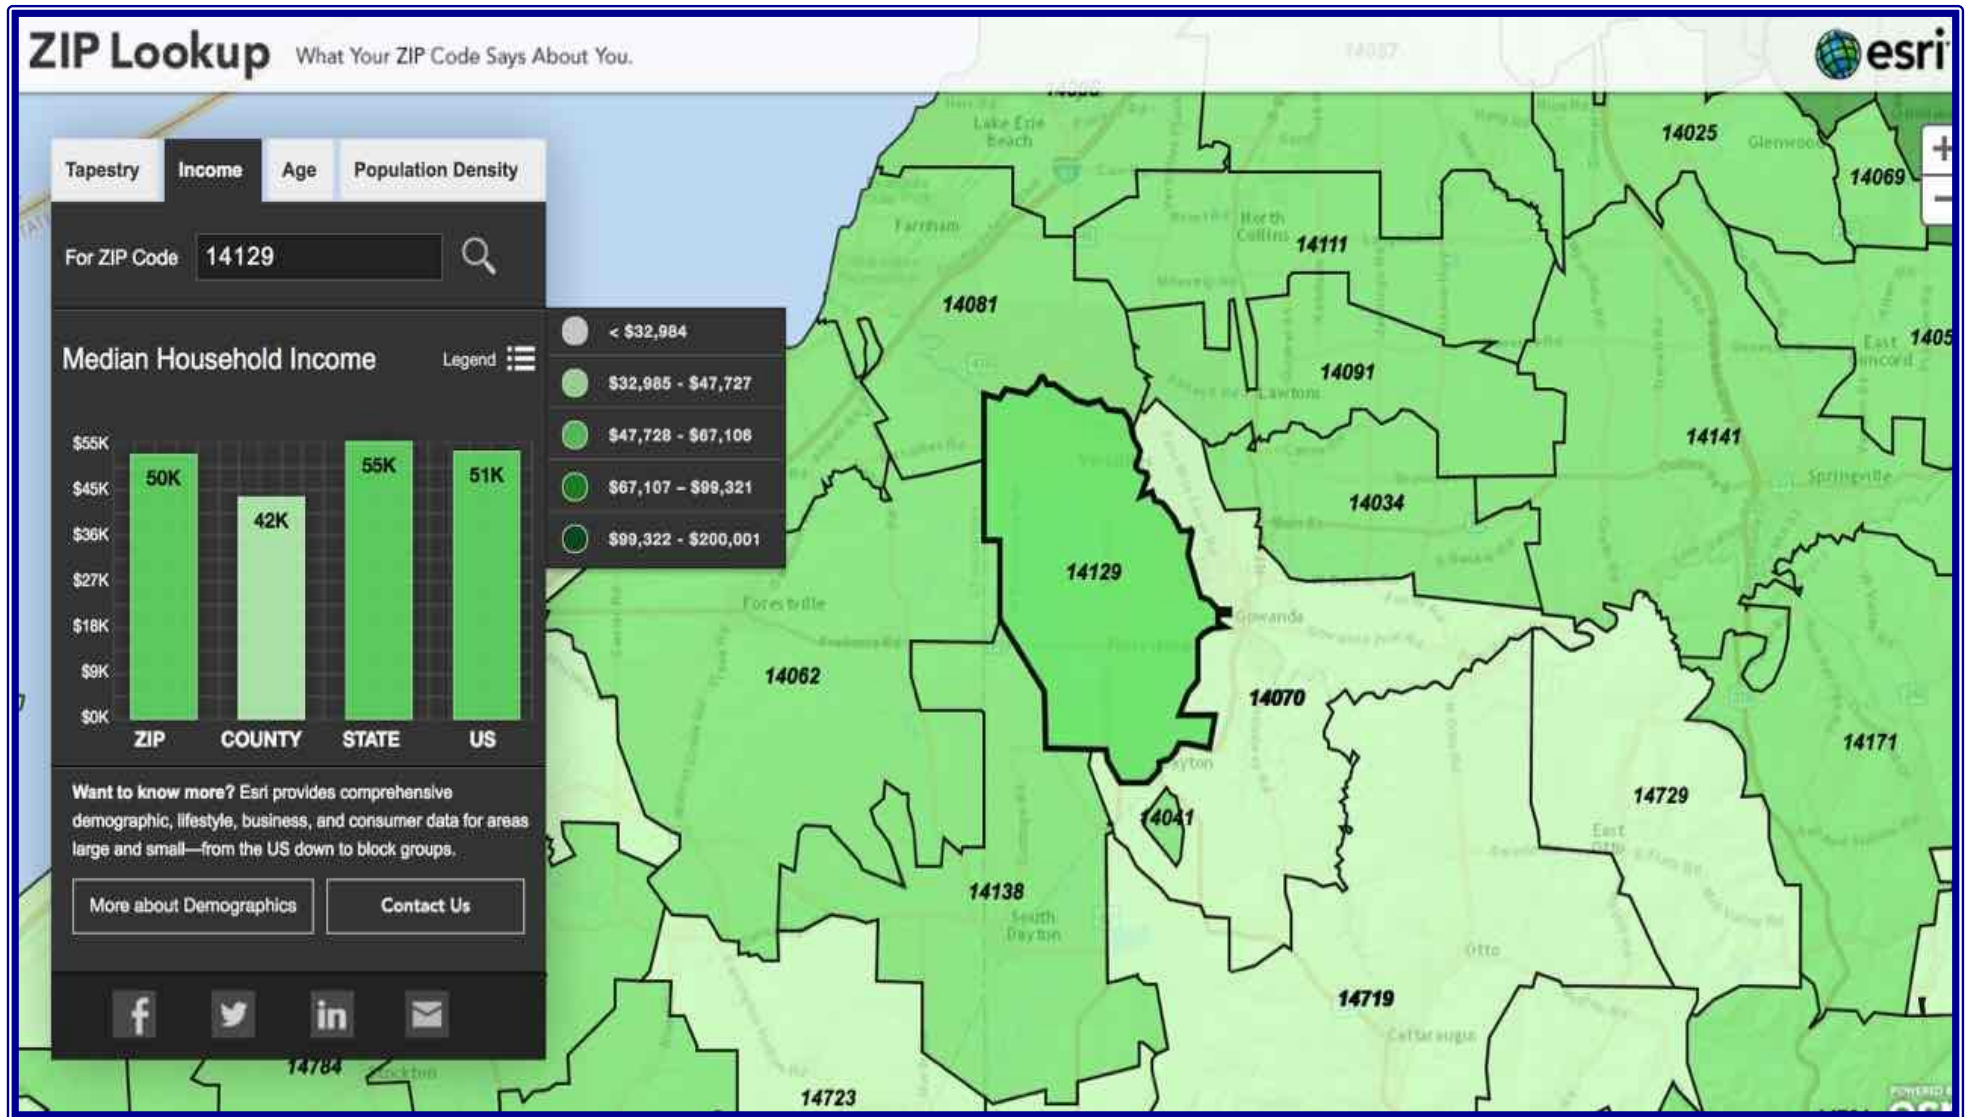 ZIP Lookup What Your ZIP Code Says About You.
esri
Tapestry Income Age Population Density
For ZIP Code 14129
Median Household Income Legend
< $32,984
$32,985 - $47,727
$47,728 - $67,106
$67,107 – $99,321
$99,322 - $200,001
$55K
$45K
$36K
$27K
$18K
$9K
$0K
50K
42K
55K
51K
ZIP COUNTY STATE US
Want to know more? Esri provides comprehensive
demographic, lifestyle, business, and consumer data for areas
large and small—from the US down to block groups.
More about Demographics Contact Us
f in
14025
Glenwood
14069
Lake Erie
Beach
Farnham
North
Collins
14111
14081
East
Concord
14091
Lawtons
14141
Springville
14034
14129
Forestville
Gowanda
14062
14070
14171
14729
14041
East
Otto
14138
South
Dayton
Otto
14719
Cattaraugus
14784
Stockton
14723